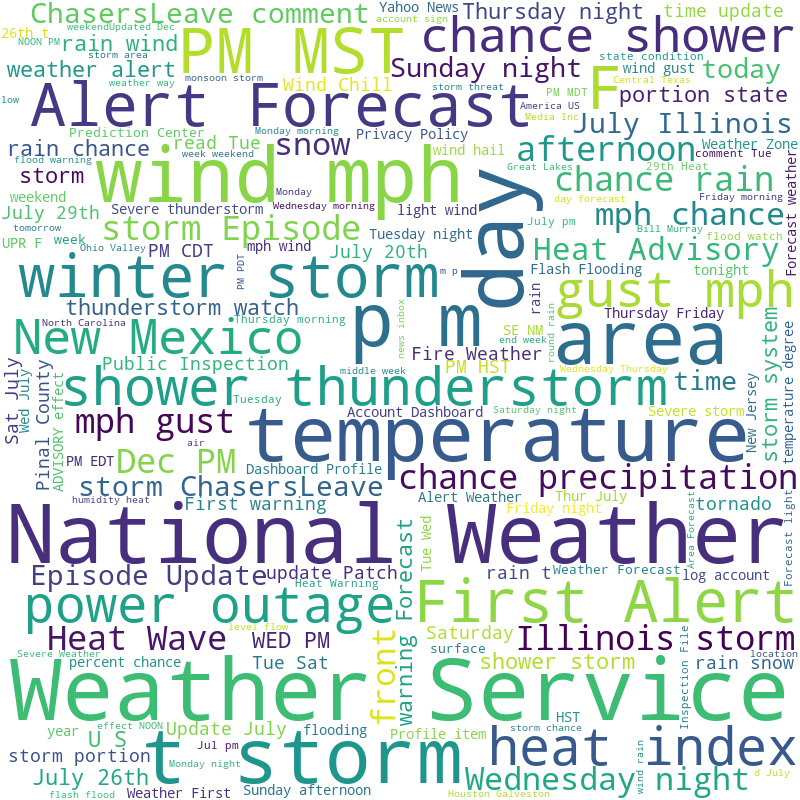 ChasersLeave comment
Yahoo News
account sign
Thursday night
time update
26th t
NOON PM
weekendUpdated Dec
storm area
rain wind
PM MST
chance shower
state condition
wind gust
Central Texas
today
weather alert
monsoon storm
weather way
Wind Chill
Sunday night
F
portion state
low
Alert Forecast
storm threat
America US
Media Inc
PM MDT
July Illinois
Weather Zone
Prediction Center
Monday morning
Privacy Policy
read Tue
rain chance
flood warning
week weekend
snow
wind hail
Great Lakes
afternoon
comment Tue
29th Heat
Forecast weather
storm
wind mph
Monday
Wednesday morning
day
chance rain
Friday morning
day forecast
weekend
July 29th
tomorrow
Severe thunderstorm
light wind
July pm
Bill Murray
mph chance
storm Episode
Tuesday night
UPR F
week
Ohio Valley
PM CDT
mph wind
July 20th
Heat Advisory
flood watch
PM PDT
winter storm
m p
rain
Flash Flooding
tonight
gust mph
thunderstorm watch
p m
North Carolina
Thursday morning
news inbox
SE NM
end week
Thursday Friday
New Mexico
area
round rain
storm system
temperature degree
Sat July
Wed July
Public Inspection
middle week
Fire Weather
PM HST
Wednesday Thursday
Pinal County
ADVISORY effect
shower thunderstorm
time
New Jersey
Tuesday
Account Dashboard
Saturday night
Severe storm
mph gust
temperature
PM EDT
air
Dec PM
Dashboard Profile
chance precipitation
storm ChasersLeave
humidity heat
First warning
Alert Weather
Thur July
tornado
Friday night
Forecast light
National Weather
Warning Forecast
Tue Wed
Area Forecast
Episode Update
update Patch
Heat Warning
rain t
Weather Forecast
log account
power outage
First Alert
level flow
Heat Wave
WED PM
front
Saturday
surface
Illinois storm
Severe Weather
percent chance
Tue Sat
shower storm
Inspection File
rain snow
location
Weather Service
year
effect NOON
U S
Update July
flooding
Profile item
HST
storm chance
wind rain
Jul pm
storm portion
t storm
heat index
July 26th
Monday night
Wednesday night
d July
flash flood
Weather First
Sunday afternoon
Houston Galveston